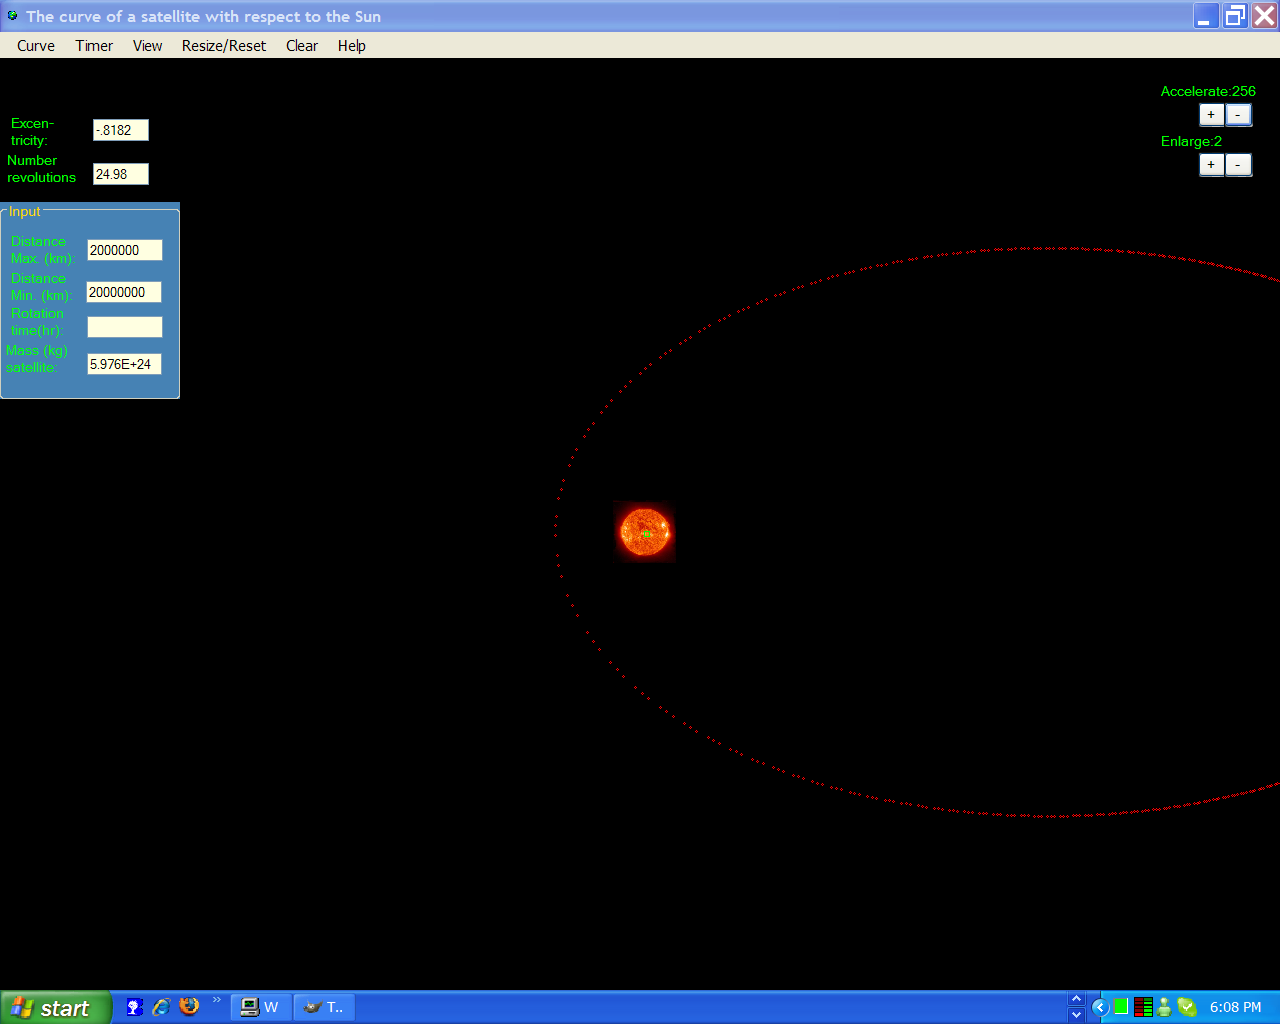 The curve of a satellite with respect to the Sun
Curve Timer View Resize/Reset Clear Help
Accelerate:256
+ -
Enlarge:2
+ -
Excen-
tricity:
-.8182
Number
revolutions
24.98
Input
Distance
Max. (km):
2000000
Distance
Min. (km):
20000000
Rotation
time(hr):
Mass (kg)
satellite:
5.976E+24
start
»
W
T..
6:08 PM